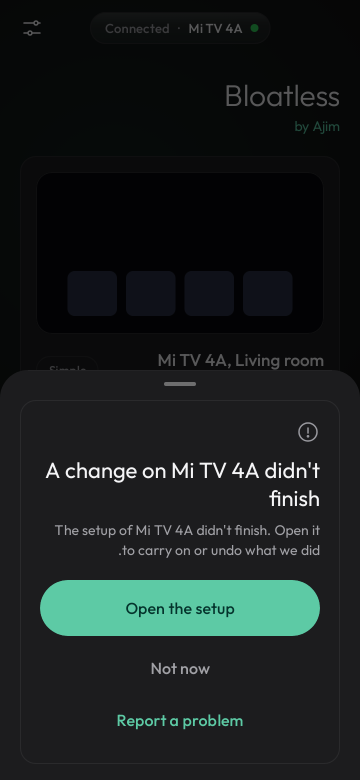 Connected · Mi TV 4A
Bloatless
by Ajim
Mi TV 4A, Living room
Simple
A change on Mi TV 4A didn't
finish
The setup of Mi TV 4A didn't finish. Open it
.to carry on or undo what we did
Open the setup
Not now
Report a problem